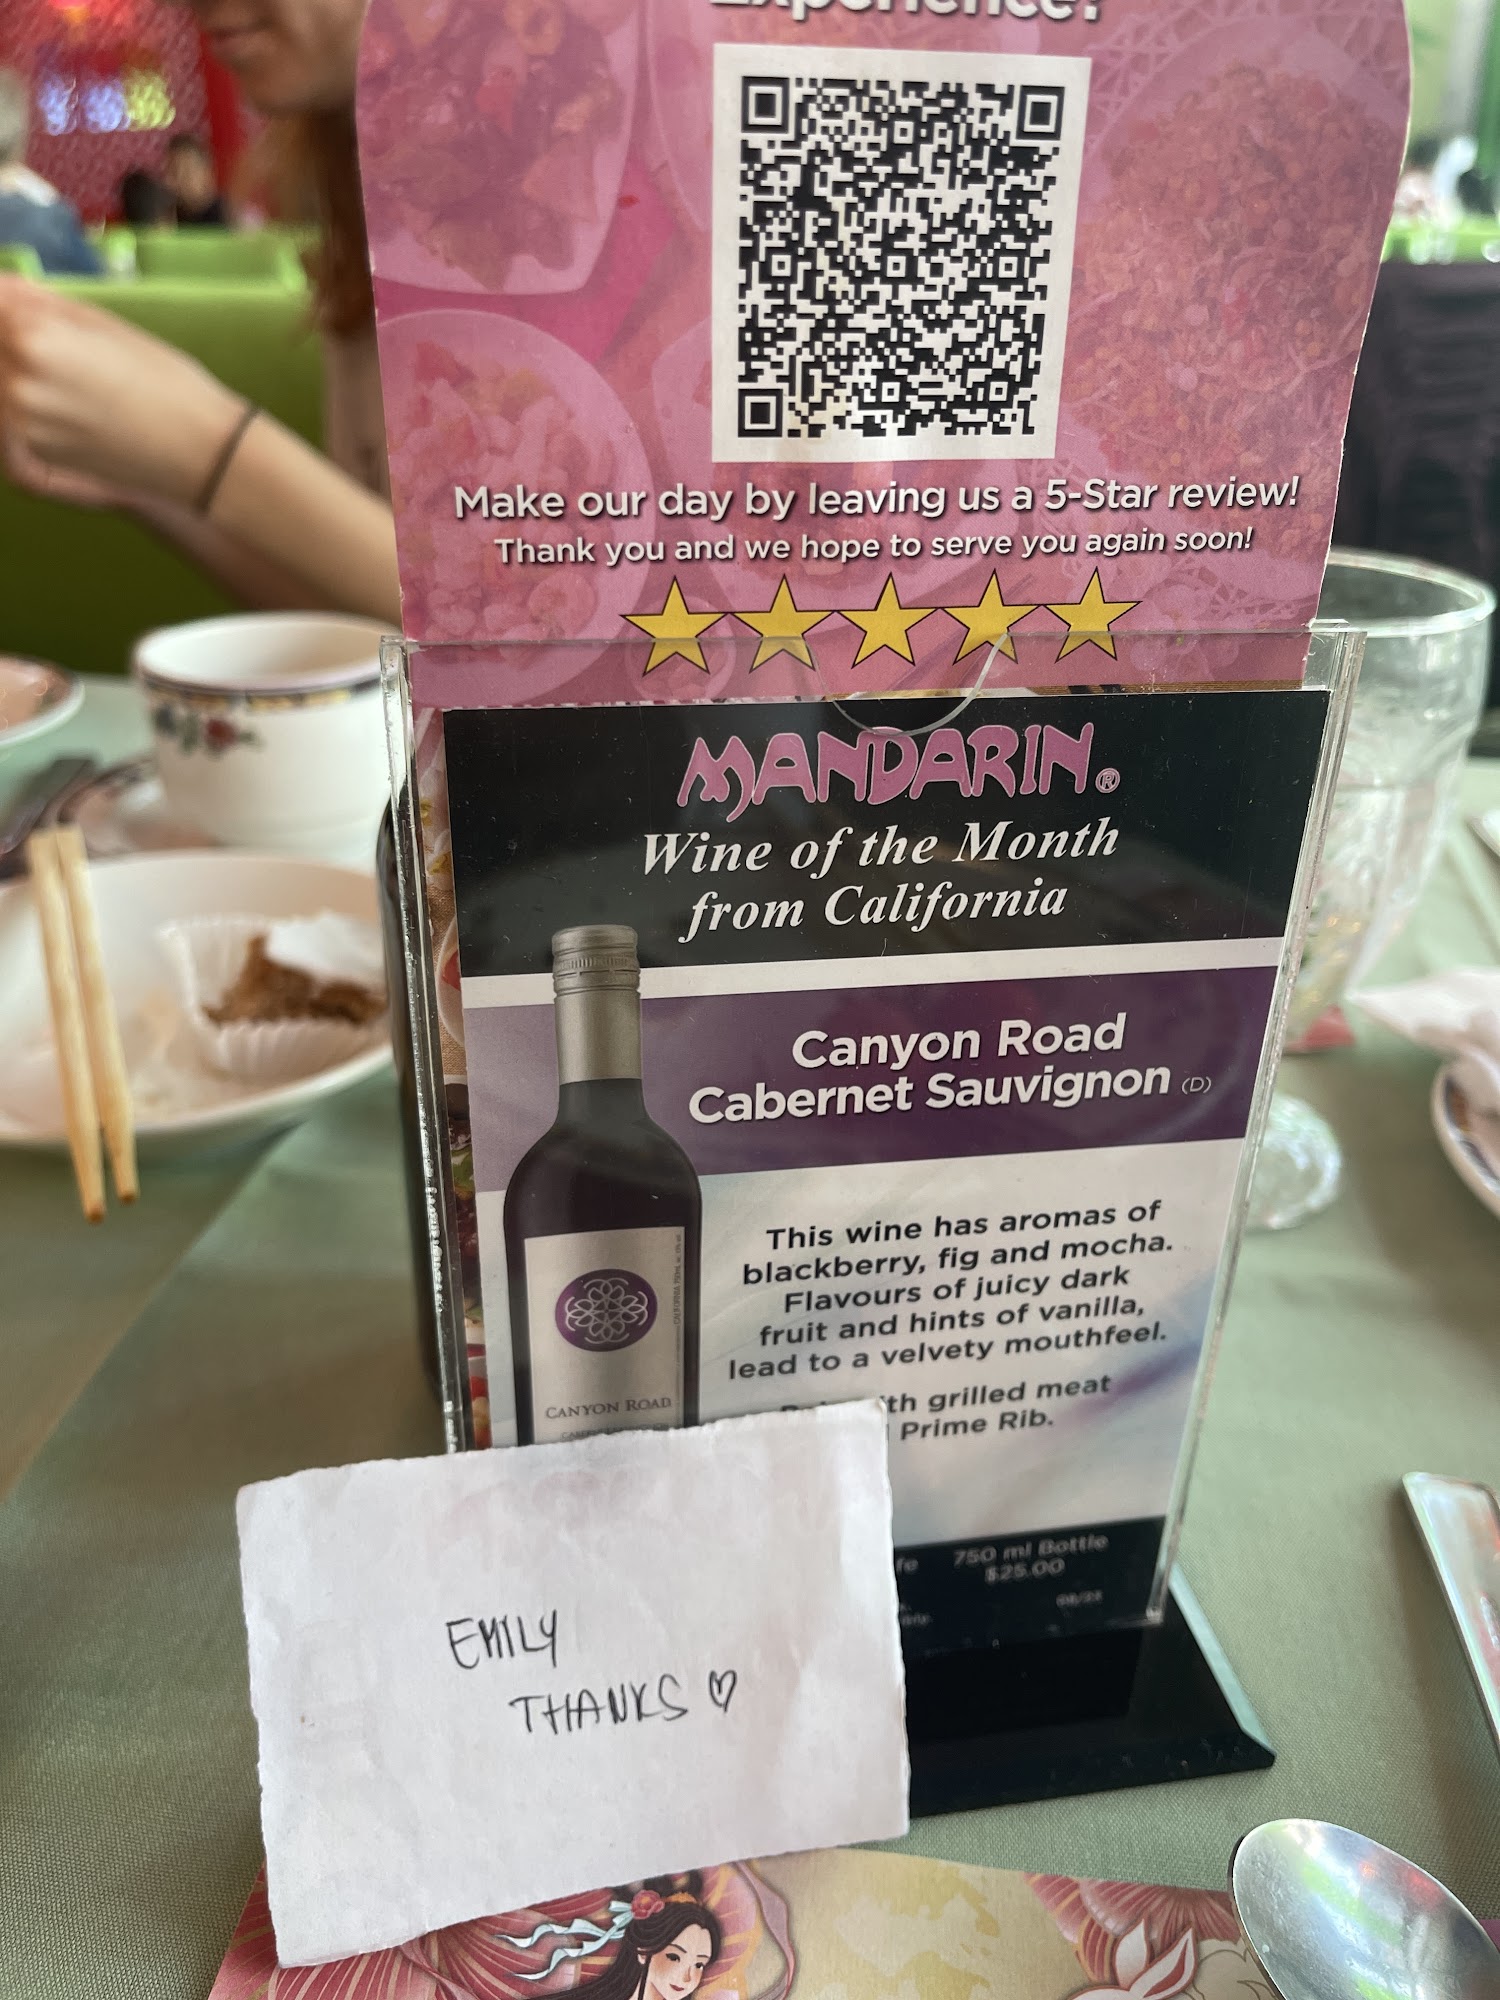 Experience?
Make our day by leaving us a 5-Star review!
Thank you and we hope to serve you again soon!
MANDARIN®
Wine of the Month
from California
Canyon Road
Cabernet Sauvignon (D)
This wine has aromas of
blackberry, fig and mocha.
Flavours of juicy dark
fruit and hints of vanilla,
lead to a velvety mouthfeel.
grilled meat
Prime Rib.
CANYON ROAD
750 ml Bottle
$25.00
EMILY
THANKS ♡